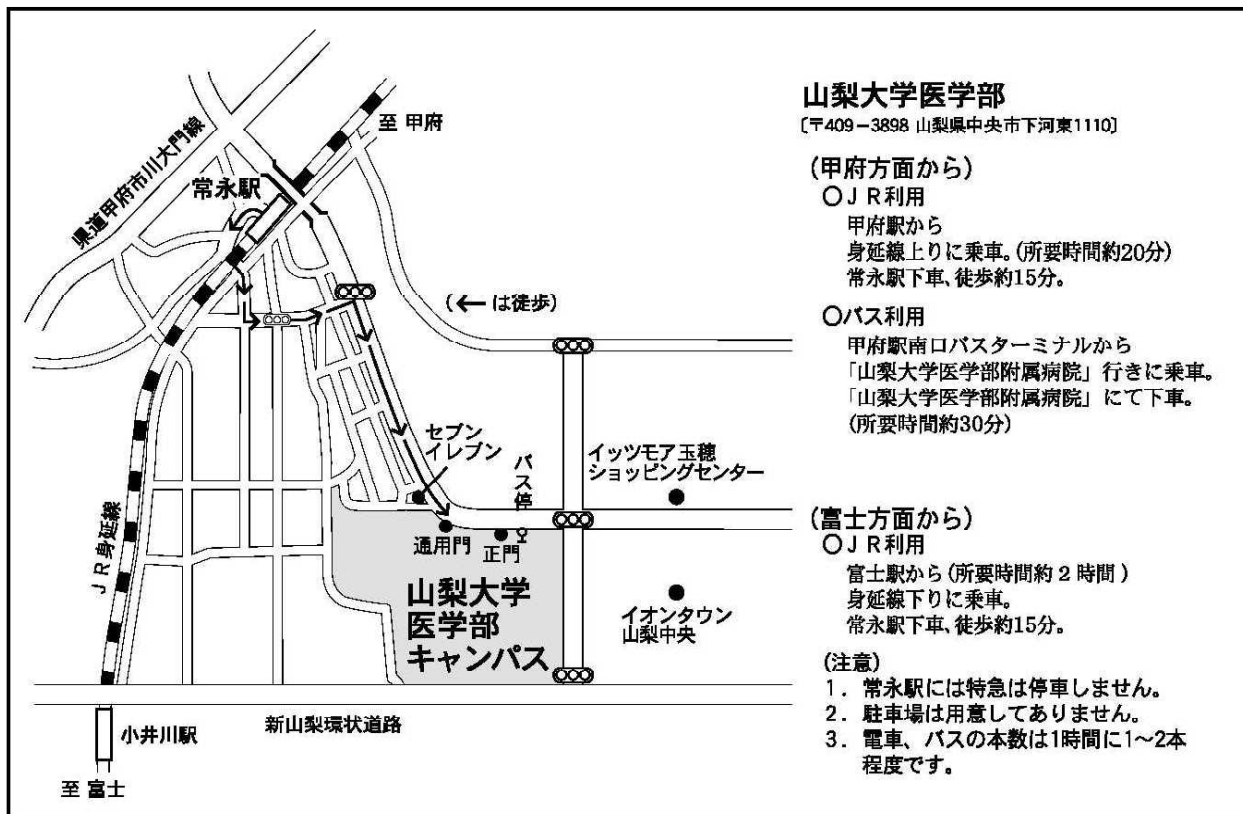 至 甲府
県道甲府市川大門線
常永駅
(← は徒歩)
セブン
イレブン
バス停
イッツモア玉穂
ショッピングセンター
JR身延線
通用門
正門
山梨大学
医学部
キャンパス
イオンタウン
山梨中央
新山梨環状道路
小井川駅
至 富士
山梨大学医学部
〔〒409−3898 山梨県中央市下河東1110〕
(甲府方面から)
○JR利用
甲府駅から
身延線上りに乗車。(所要時間約20分)
常永駅下車、徒歩約15分。
○バス利用
甲府駅南口バスターミナルから
「山梨大学医学部附属病院」行きに乗車。
「山梨大学医学部附属病院」にて下車。
(所要時間約30分)
(富士方面から)
○JR利用
富士駅から(所要時間約2時間)
身延線下りに乗車。
常永駅下車、徒歩約15分。
(注意)
1. 常永駅には特急は停車しません。
2. 駐車場は用意してありません。
3. 電車、バスの本数は1時間に1〜2本
程度です。